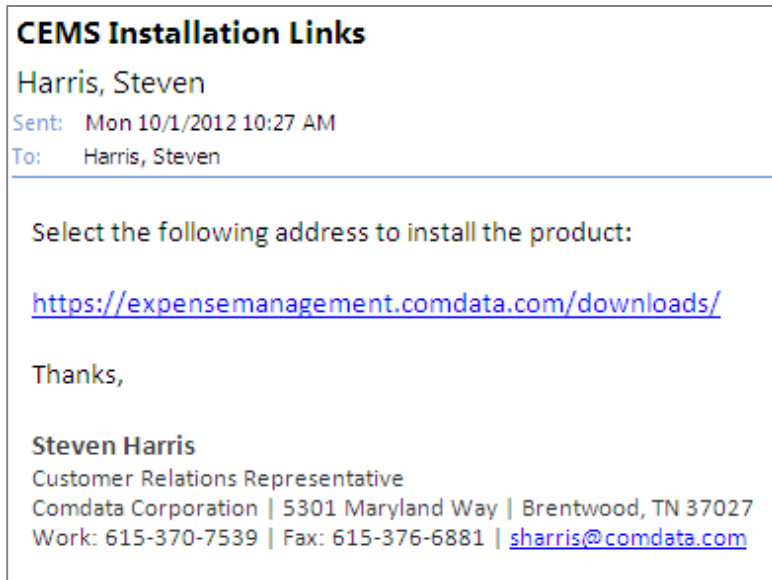 CEMS Installation Links
Harris, Steven
Sent: Mon 10/1/2012 10:27 AM
To: Harris, Steven
Select the following address to install the product:
https://expensemanagement.comdata.com/downloads/
Thanks,
Steven Harris
Customer Relations Representative
Comdata Corporation | 5301 Maryland Way | Brentwood, TN 37027
Work: 615-370-7539 | Fax: 615-376-6881 | sharris@comdata.com